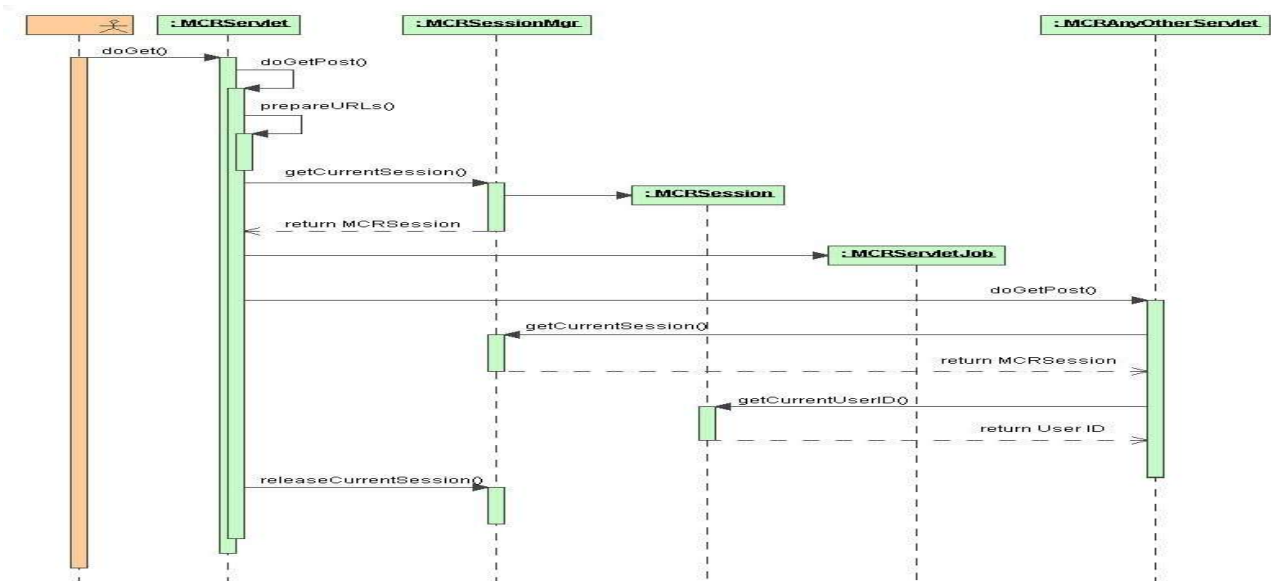 : MCRServlet
: MCRSessionMgr
: MCRAnyOtherServlet
doGet()
doGetPost()
prepareURLs()
getCurrentSession()
: MCRSession
return MCRSession
: MCRServletJob
doGetPost()
getCurrentSession()
return MCRSession
getCurrentUserID()
return User ID
releaseCurrentSession()